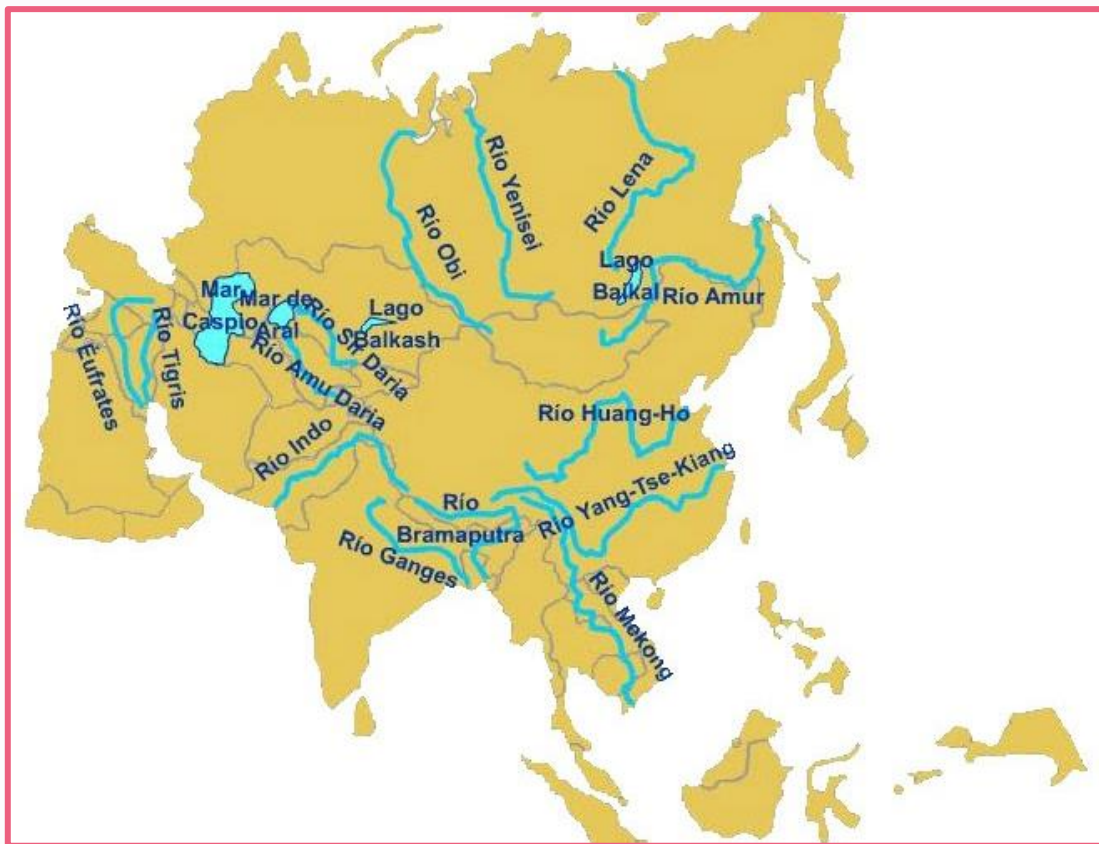 Río Yenisei
Río Lena
Río Obi
Lago
Baikal
Río Amur
Mar
Caspio
Mar de
Aral
Río Sir Daria
Lago
Balkash
Río Éufrates
Río Tigris
Río Amu Daria
Río Indo
Río Huang-Ho
Río Yang-Tse-Kiang
Río
Bramaputra
Río Ganges
Río Mekong